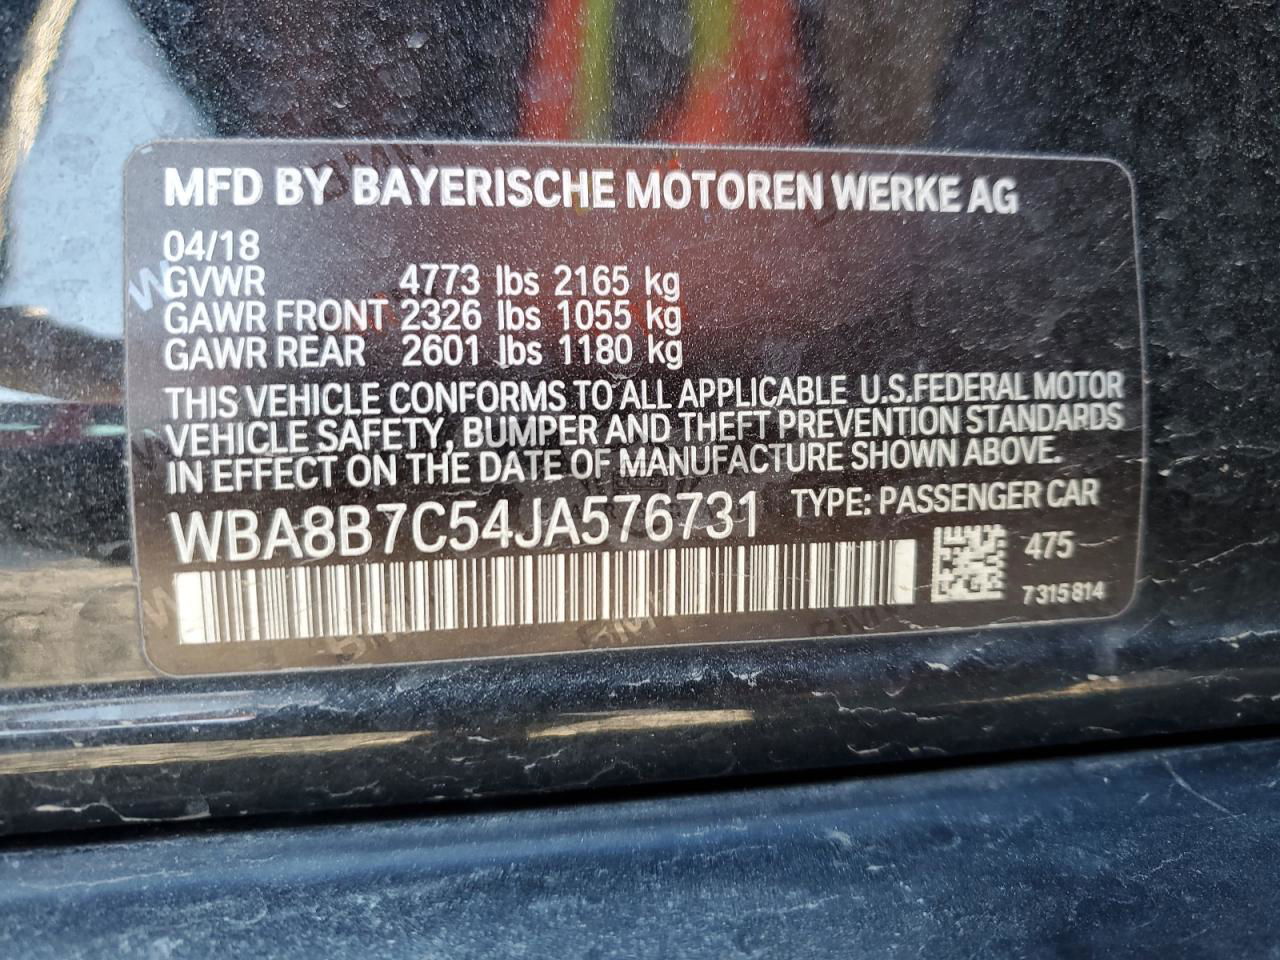 MFD BY BAYERISCHE MOTOREN WERKE AG
04/18
GVWR 4773 lbs 2165 kg
GAWR FRONT 2326 lbs 1055 kg
GAWR REAR 2601 lbs 1180 kg
THIS VEHICLE CONFORMS TO ALL APPLICABLE U.S.FEDERAL MOTOR
VEHICLE SAFETY, BUMPER AND THEFT PREVENTION STANDARDS
IN EFFECT ON THE DATE OF MANUFACTURE SHOWN ABOVE.
WBA8B7C54JA576731 TYPE: PASSENGER CAR
475
7315814